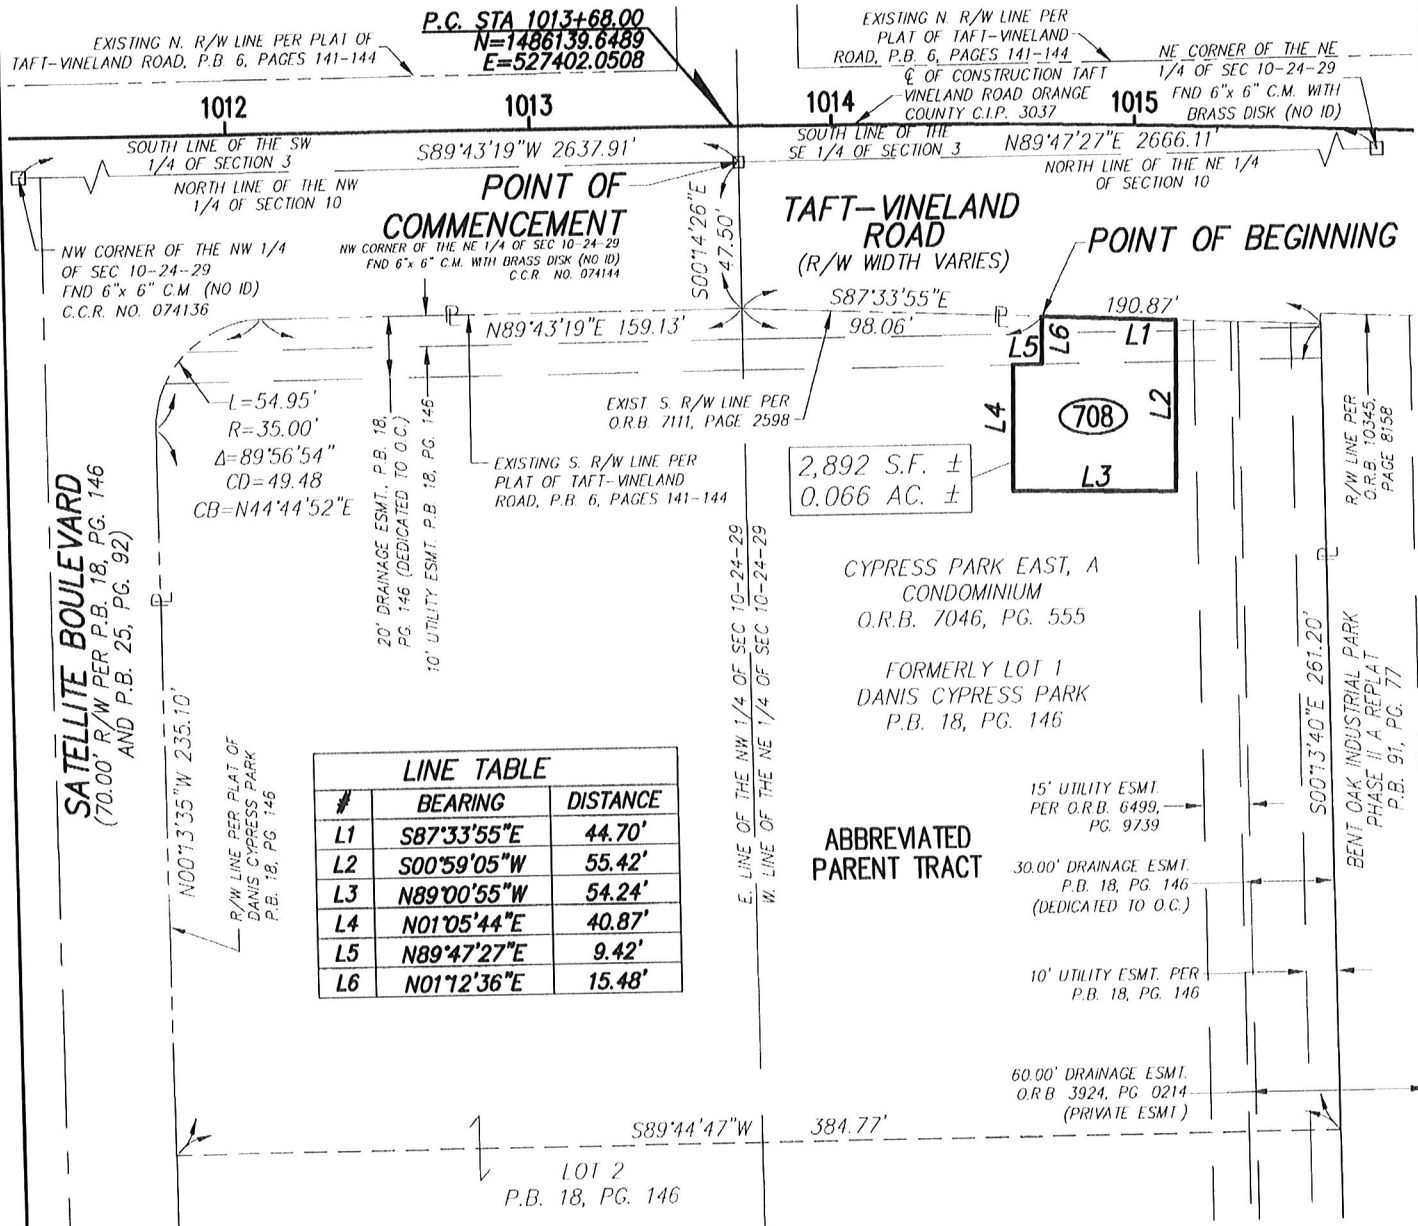 P.C. STA 1013+68.00
N=1486139.6489
E=527402.0508
EXISTING N. R/W LINE PER PLAT OF
TAFT-VINELAND ROAD, P.B. 6, PAGES 141-144
EXISTING N. R/W LINE PER
PLAT OF TAFT-VINELAND
ROAD, P.B. 6, PAGES 141-144
℄ OF CONSTRUCTION TAFT
VINELAND ROAD ORANGE
COUNTY C.I.P. 3037
NE CORNER OF THE NE
1/4 OF SEC 10-24-29
FND 6"x 6" C.M. WITH
BRASS DISK (NO ID)
1012
1013
1014
1015
SOUTH LINE OF THE SW
1/4 OF SECTION 3
S89°43'19"W 2637.91'
SOUTH LINE OF THE
SE 1/4 OF SECTION 3
N89°47'27"E 2666.11'
NORTH LINE OF THE NW
1/4 OF SECTION 10
NORTH LINE OF THE NE 1/4
OF SECTION 10
POINT OF
COMMENCEMENT
NW CORNER OF THE NE 1/4 OF SEC 10-24-29
FND 6"x 6" C.M. WITH BRASS DISK (NO ID)
C.C.R. NO. 074144
NW CORNER OF THE NW 1/4
OF SEC 10-24-29
FND 6"x 6" C.M. (NO ID)
C.C.R. NO. 074136
S00°14'26"E
47.50'
TAFT-VINELAND
ROAD
(R/W WIDTH VARIES)
POINT OF BEGINNING
S87°33'55"E
98.06'
190.87'
N89°43'19"E 159.13'
PL
PL
L5
L6
L1
L4
L2
L3
708
2,892 S.F. ±
0.066 AC. ±
L=54.95'
R=35.00'
Δ=89°56'54"
CD=49.48
CB=N44°44'52"E
EXIST. S. R/W LINE PER
O.R.B. 7111, PAGE 2598
EXISTING S. R/W LINE PER
PLAT OF TAFT-VINELAND
ROAD, P.B. 6, PAGES 141-144
20' DRAINAGE ESMT., P.B. 18,
PG. 146 (DEDICATED TO O.C.)
10' UTILITY ESMT. P.B. 18, PG. 146
R/W LINE PER
O.R.B. 10345,
PAGE 8158
SATELLITE BOULEVARD
(70.00' R/W PER P.B. 18, PG. 146
AND P.B. 25, PG. 92)
PL
N00°13'35"W 235.10'
R/W LINE PER PLAT OF
DANIS CYPRESS PARK
P.B. 18, PG. 146
E. LINE OF THE NW 1/4 OF SEC 10-24-29
W. LINE OF THE NE 1/4 OF SEC 10-24-29
CYPRESS PARK EAST, A
CONDOMINIUM
O.R.B. 7046, PG. 555
FORMERLY LOT 1
DANIS CYPRESS PARK
P.B. 18, PG. 146
PL
S00°13'40"E 261.20'
BENT OAK INDUSTRIAL PARK
PHASE II A REPLAT
P.B. 91, PG. 77
LINE TABLE
# BEARING DISTANCE
L1 S87°33'55"E 44.70'
L2 S00°59'05"W 55.42'
L3 N89°00'55"W 54.24'
L4 N01°05'44"E 40.87'
L5 N89°47'27"E 9.42'
L6 N01°12'36"E 15.48'
ABBREVIATED
PARENT TRACT
15' UTILITY ESMT.
PER O.R.B. 6499,
PG. 9739
30.00' DRAINAGE ESMT.
P.B. 18, PG. 146
(DEDICATED TO O.C.)
10' UTILITY ESMT. PER
P.B. 18, PG. 146
60.00' DRAINAGE ESMT.
O.R.B 3924, PG 0214
(PRIVATE ESMT)
S89°44'47"W 384.77'
LOT 2
P.B. 18, PG. 146